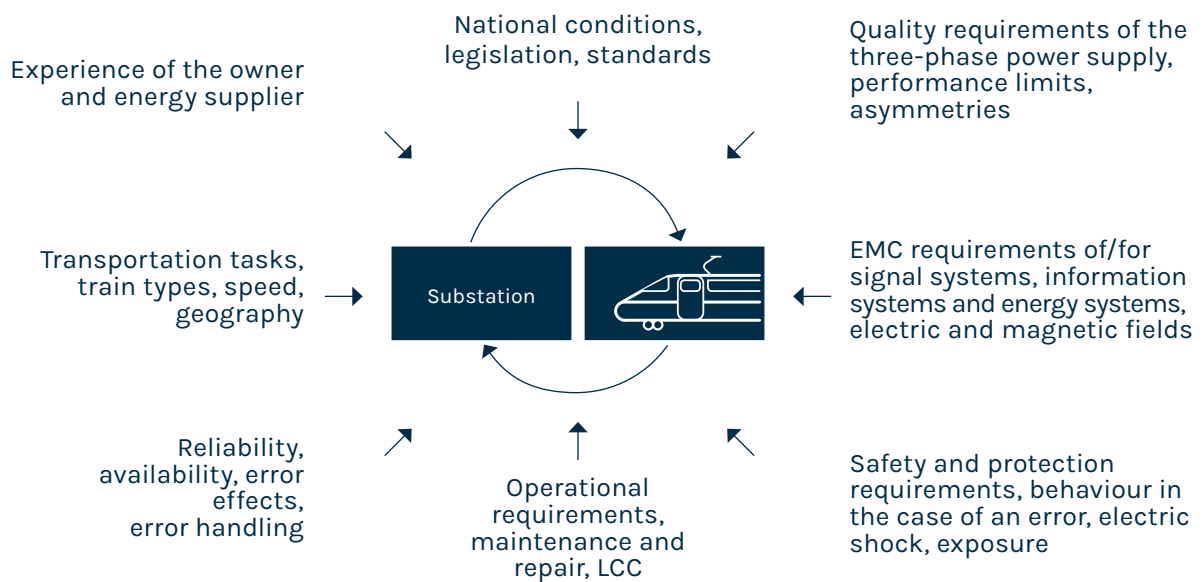 National conditions,
legislation, standards
Quality requirements of the
three-phase power supply,
performance limits,
asymmetries
Experience of the owner
and energy supplier
Transportation tasks,
train types, speed,
geography
Substation
EMC requirements of/for
signal systems, information
systems and energy systems,
electric and magnetic fields
Reliability,
availability, error
effects,
error handling
Operational
requirements,
maintenance and
repair, LCC
Safety and protection
requirements, behaviour in
the case of an error, electric
shock, exposure